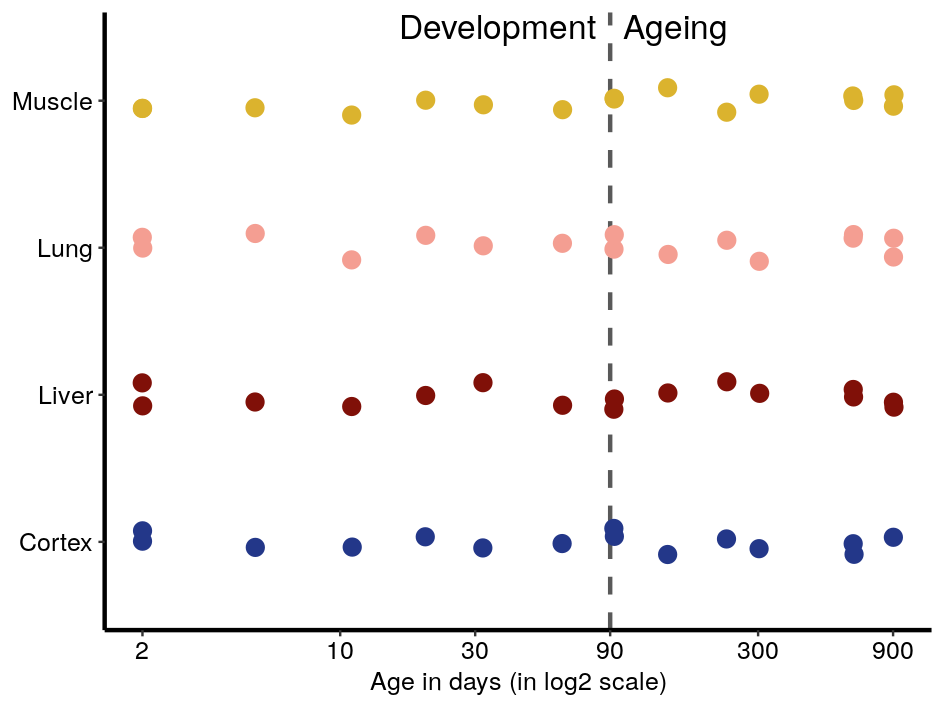 Development Ageing
Muscle
Lung
Liver
Cortex
2 10 30 90 300 900
Age in days (in log2 scale)